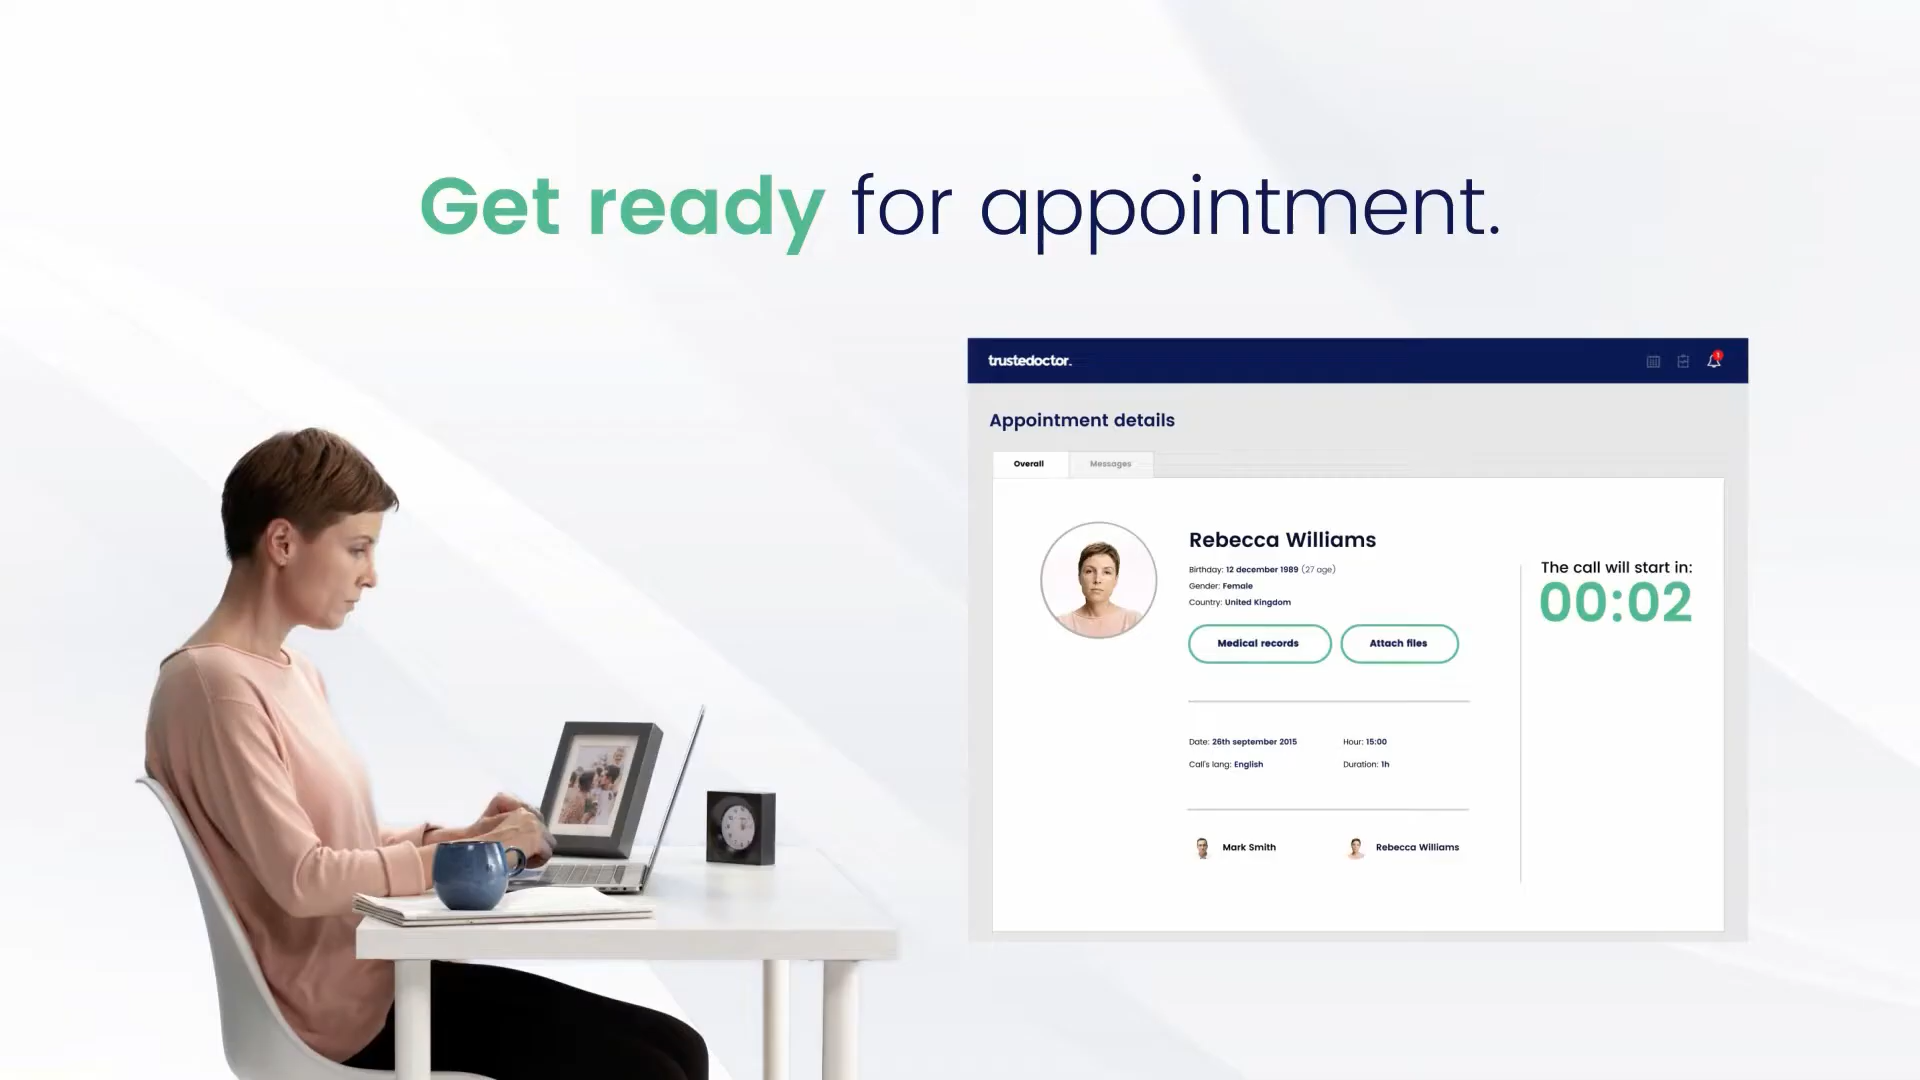 Get ready for appointment.
trustedoctor.
1
Appointment details
Overall Messages
Rebecca Williams
Birthday: 12 december 1989 (27 age)
Gender: Female
Country: United Kingdom
Medical records Attach files
The call will start in:
00:02
Date: 26th september 2015 Hour: 15:00
Call's lang: English Duration: 1h
Mark Smith Rebecca Williams